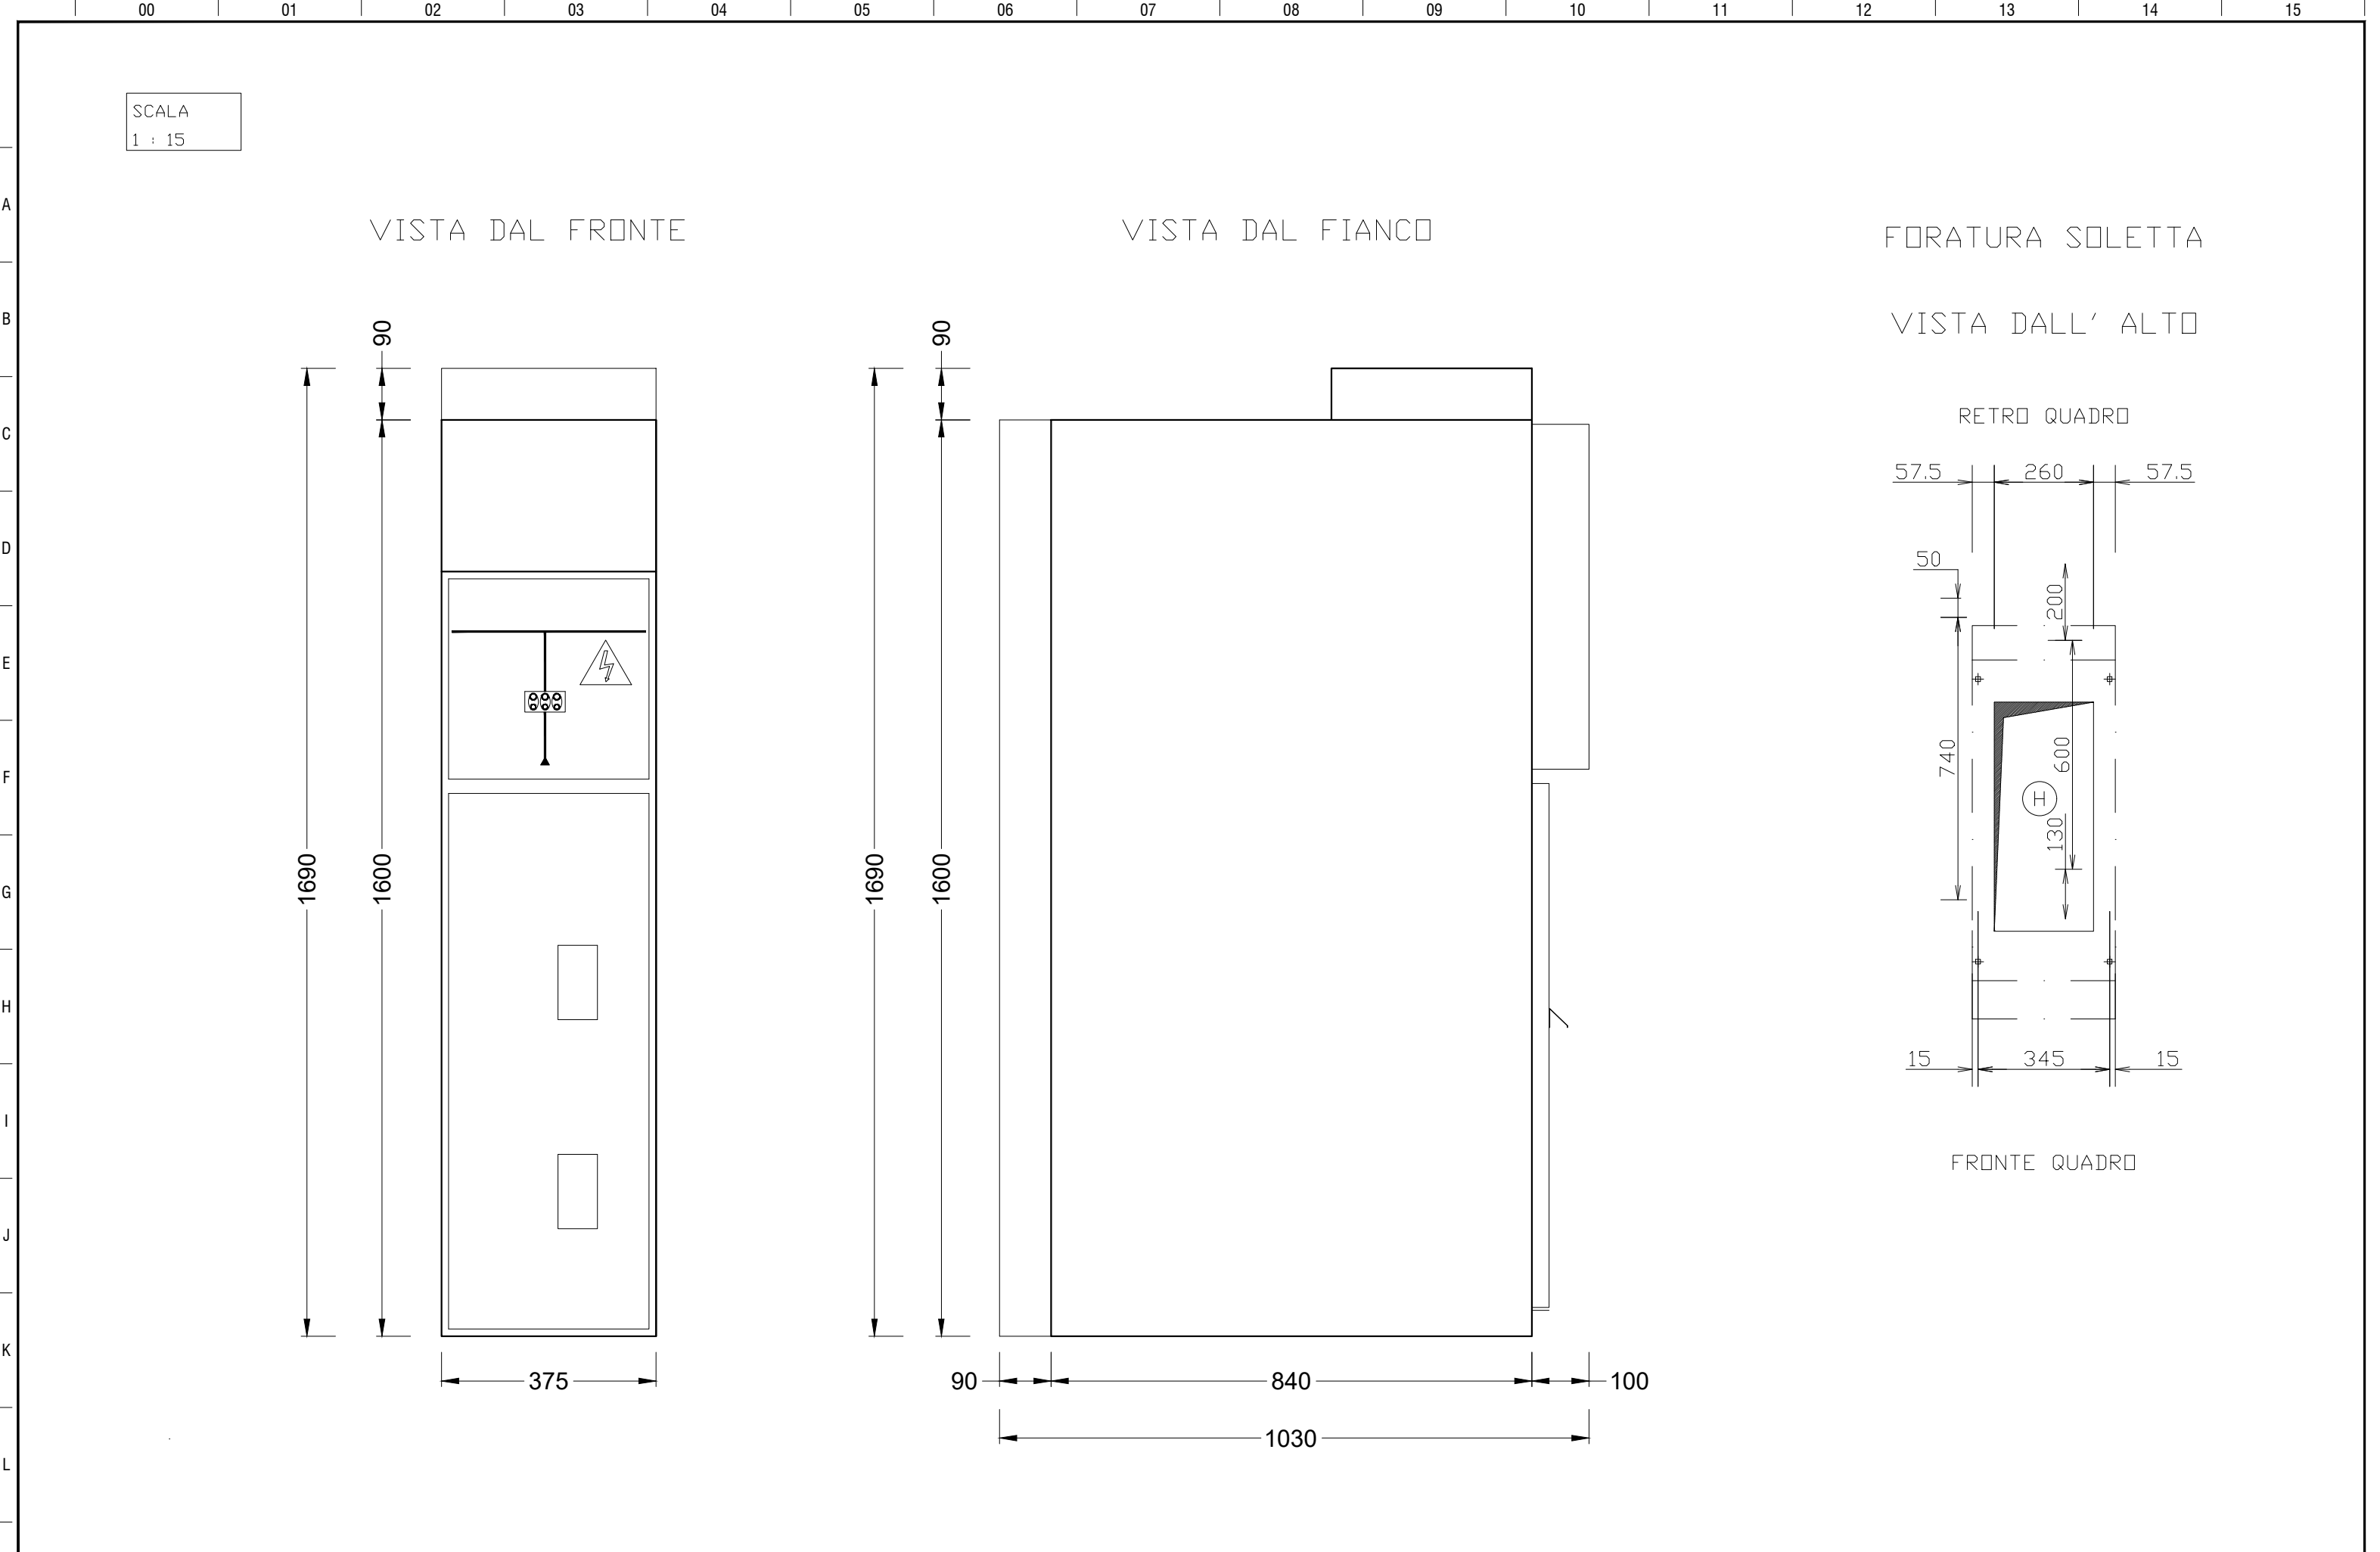 00 01 02 03 04 05 06 07 08 09 10 11 12 13 14 15
SCALA
1 : 15
A
B
C
D
E
F
G
H
I
J
K
L
VISTA DAL FRONTE
90
1690
1600
375
VISTA DAL FIANCO
90
1690
1600
90
840
100
1030
FORATURA SOLETTA
VISTA DALL' ALTO
RETRO QUADRO
57.5 260 57.5
50
200
740
600
H
130
15 345 15
FRONTE QUADRO